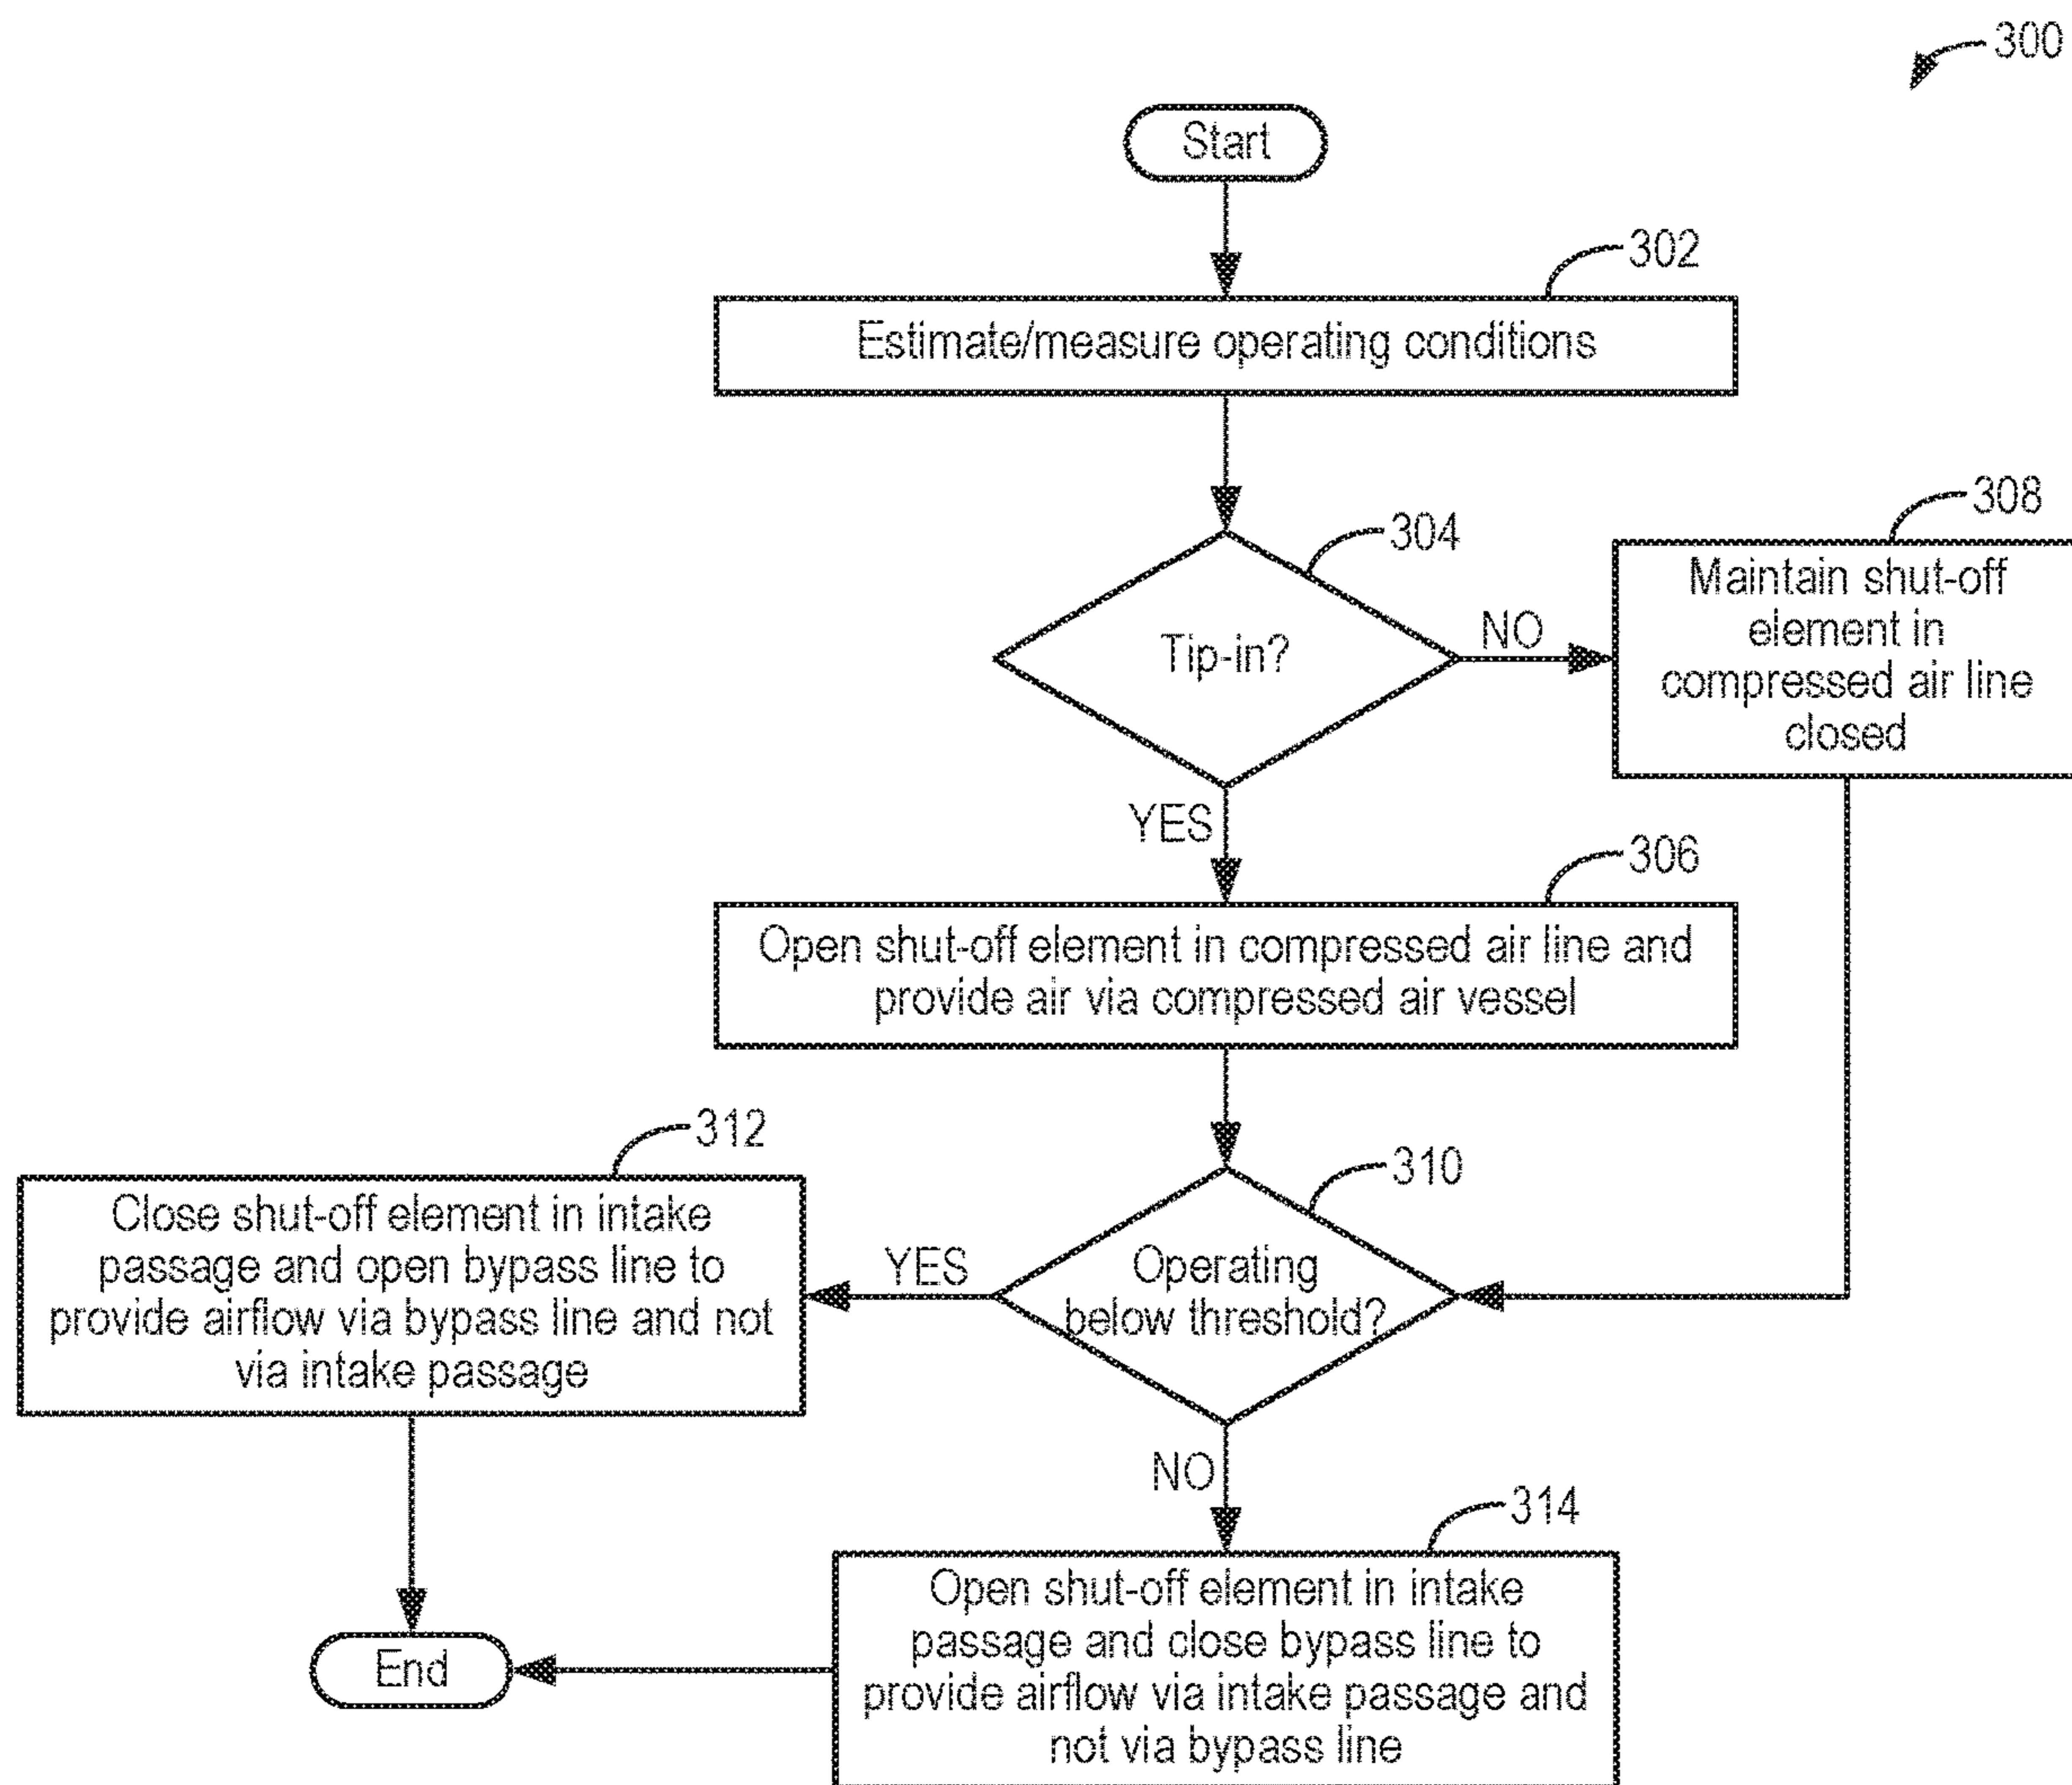 300
Start
302
Estimate/measure operating conditions
304
Tip-in?
NO
308
Maintain shut-off
element in
compressed air line
closed
YES
306
Open shut-off element in compressed air line and
provide air via compressed air vessel
310
Operating
below threshold?
YES
312
Close shut-off element in intake
passage and open bypass line to
provide airflow via bypass line and not
via intake passage
NO
314
Open shut-off element in intake
passage and close bypass line to
provide airflow via intake passage and
not via bypass line
End